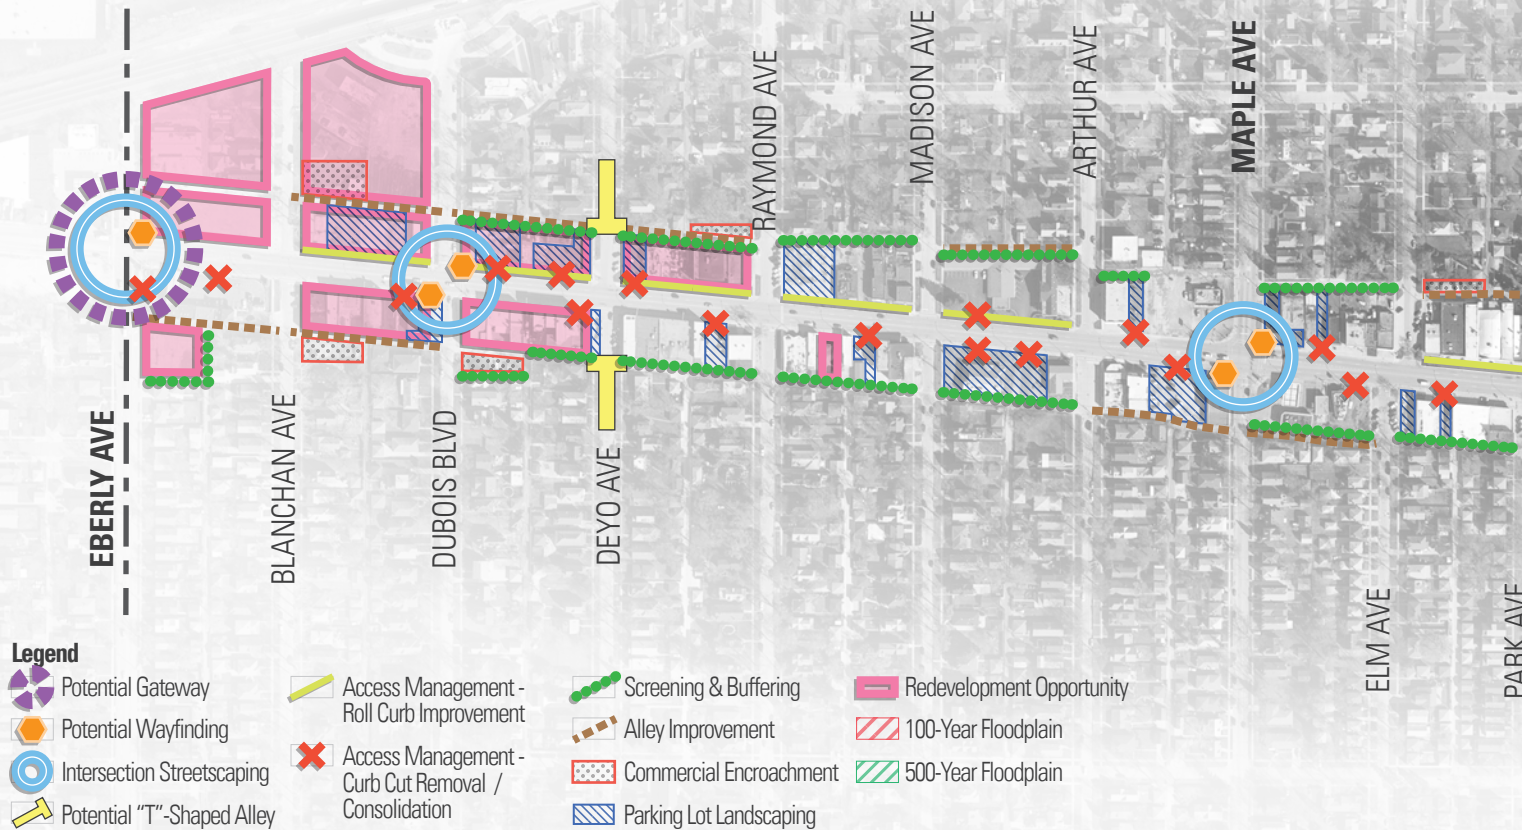 EBERLY AVE
BLANCHAN AVE
DUBOIS BLVD
DEYO AVE
RAYMOND AVE
MADISON AVE
ARTHUR AVE
MAPLE AVE
ELM AVE
PARK AVE
Legend
Potential Gateway
Potential Wayfinding
Intersection Streetscaping
Potential “T”-Shaped Alley
Access Management -
Roll Curb Improvement
Access Management -
Curb Cut Removal /
Consolidation
Screening & Buffering
Alley Improvement
Commercial Encroachment
Parking Lot Landscaping
Redevelopment Opportunity
100-Year Floodplain
500-Year Floodplain